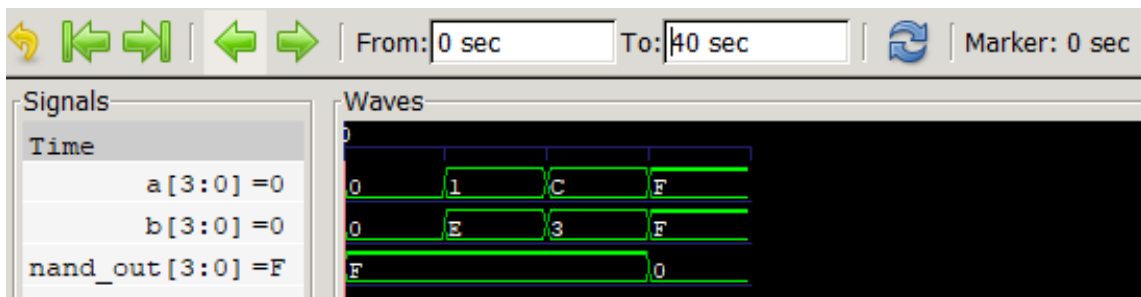 From: 0 sec To: 40 sec Marker: 0 sec
Signals Waves
Time 0
a[3:0] =0 0 1 C F
b[3:0] =0 0 E 3 F
nand_out[3:0] =F F 0